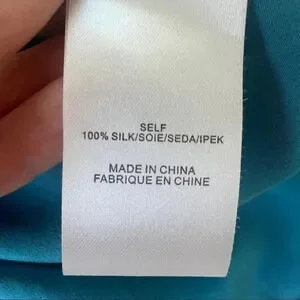 SELF
100% SILK/SOIE/SEDA/IPEK
MADE IN CHINA
FABRIQUE EN CHINE